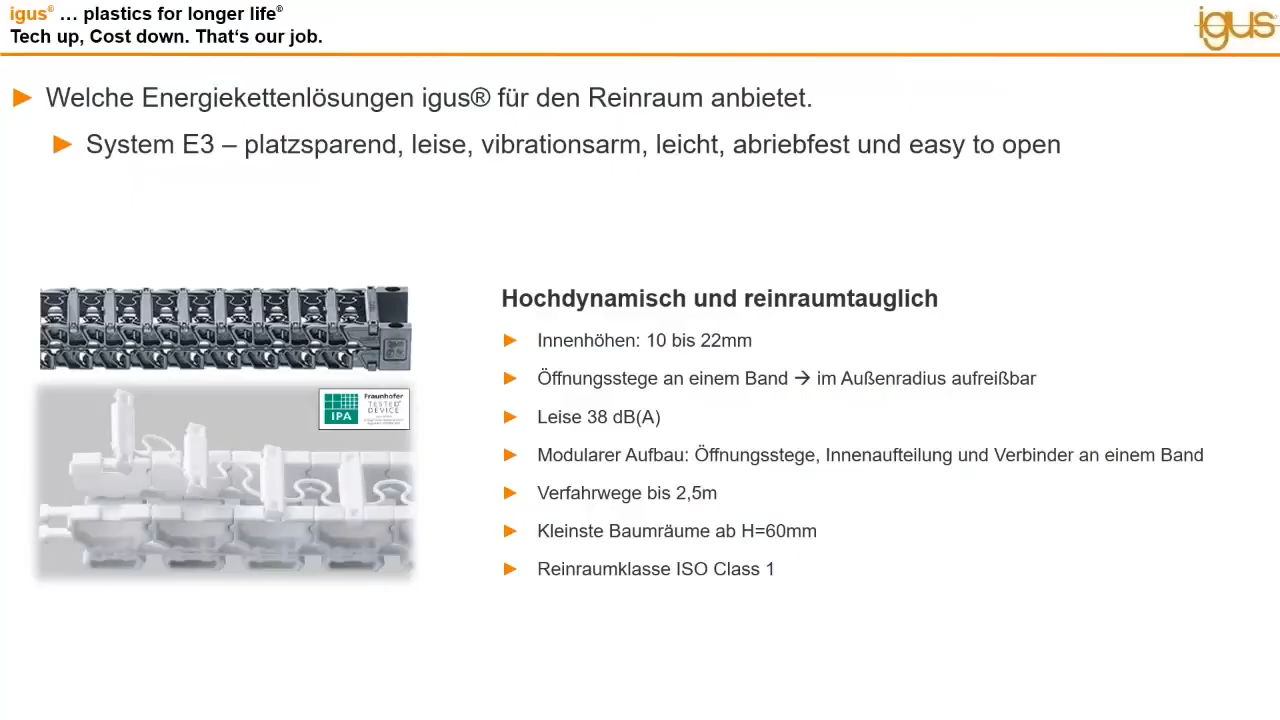 igus® … plastics for longer life®
Tech up, Cost down. That‘s our job.
igus
Welche Energiekettenlösungen igus® für den Reinraum anbietet.
System E3 – platzsparend, leise, vibrationsarm, leicht, abriebfest und easy to open
Hochdynamisch und reinraumtauglich
Innenhöhen: 10 bis 22mm
Öffnungsstege an einem Band → im Außenradius aufreißbar
Leise 38 dB(A)
Modularer Aufbau: Öffnungsstege, Innenaufteilung und Verbinder an einem Band
Verfahrwege bis 2,5m
Kleinste Baumräume ab H=60mm
Reinraumklasse ISO Class 1
Fraunhofer
IPA
TESTED®
DEVICE